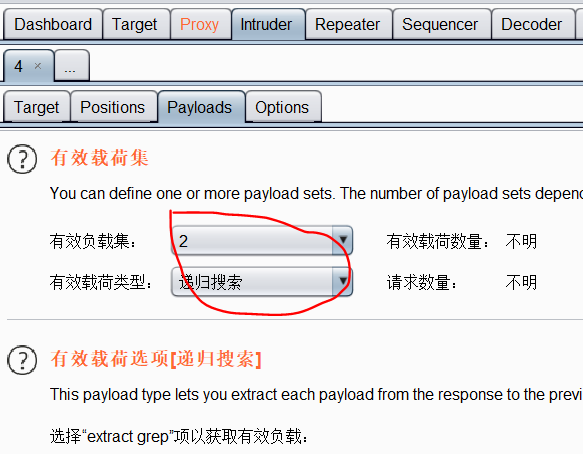 Dashboard Target Proxy Intruder Repeater Sequencer Decoder
4 × ...
Target Positions Payloads Options
? 有效载荷集
You can define one or more payload sets. The number of payload sets depen
有效负载集： 2 有效载荷数量： 不明
有效载荷类型： 递归搜索 请求数量： 不明
? 有效载荷选项[递归搜索]
This payload type lets you extract each payload from the response to the previ
选择“extract grep”项以获取有效负载：